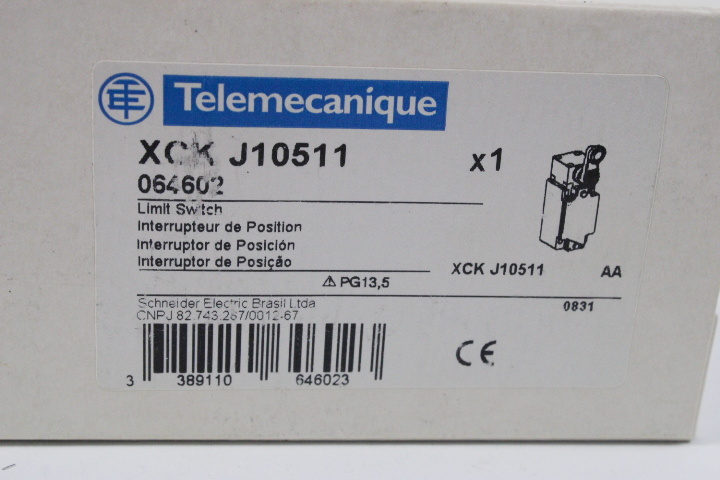 Telemecanique
XCK J10511 x1
064602
Limit Switch
Interrupteur de Position
Interruptor de Posición
Interruptor de Posição
XCK J10511 AA
⚠ PG13,5
0831
Schneider Electric Brasil Ltda
CNPJ 82.743.287/0012-67
CE
3 389110 646023